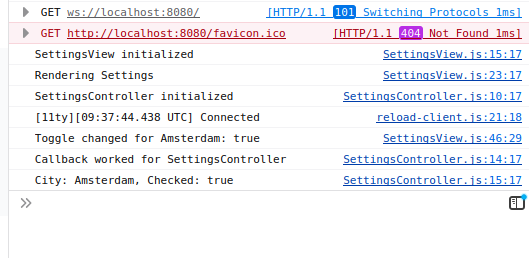 GET ws://localhost:8080/ [HTTP/1.1 101 Switching Protocols 1ms]
GET http://localhost:8080/favicon.ico [HTTP/1.1 404 Not Found 1ms]
SettingsView initialized SettingsView.js:15:17
Rendering Settings SettingsView.js:23:17
SettingsController initialized SettingsController.js:10:17
[11ty][09:37:44.438 UTC] Connected reload-client.js:21:18
Toggle changed for Amsterdam: true SettingsView.js:46:29
Callback worked for SettingsController SettingsController.js:14:17
City: Amsterdam, Checked: true SettingsController.js:15:17